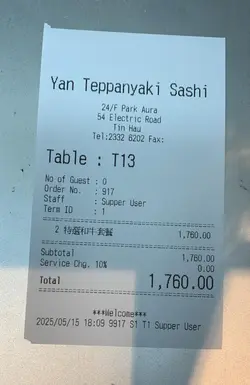 Yan Teppanyaki Sashi
24/F Park Aura
54 Electric Road
Tin Hau
Tel:2332 6202 Fax:
Table : T13
No of Guest : 0
Order No. : 917
Staff : Supper User
Term ID : 1
2 特選和牛套餐 1,760.00
Subtotal 1,760.00
Service Chg. 10% 0.00
Total 1,760.00
***Welcome***
2025/05/15 18:09 9917 S1 T1 Supper User